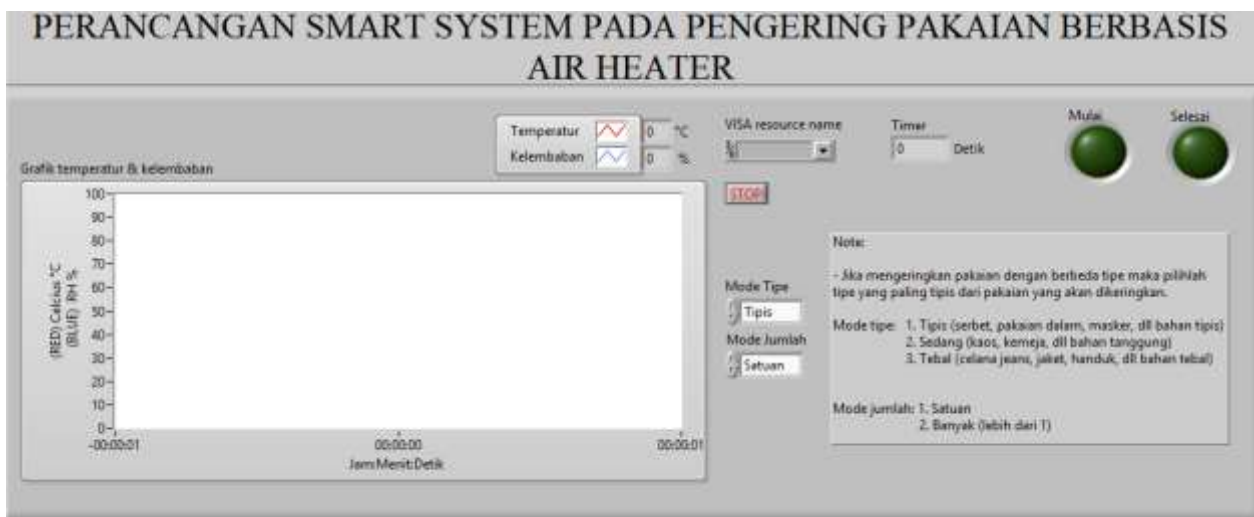 PERANCANGAN SMART SYSTEM PADA PENGERING PAKAIAN BERBASIS
AIR HEATER
Temperatur 0 °C
Kelembaban 0 %
VISA resource name
Timer
0 Detik
Mulai
Selesai
Grafik temperatur & kelembaban
STOP
(RED) Celcius °C
(BLUE) RH %
100
90
80
70
60
50
40
30
20
10
0
-00:00:01 00:00:00 00:00:01
Jam:Menit:Detik
Mode Tipe
Tipis
Mode Jumlah
Satuan
Note:
- Jika mengeringkan pakaian dengan berbeda tipe maka pilihlah
tipe yang paling tipis dari pakaian yang akan dikeringkan.
Mode tipe: 1. Tipis (serbet, pakaian dalam, masker, dll bahan tipis)
2. Sedang (kaos, kemeja, dll bahan tanggung)
3. Tebal (celana jeans, jaket, handuk, dll bahan tebal)
Mode jumlah: 1. Satuan
2. Banyak (lebih dari 1)